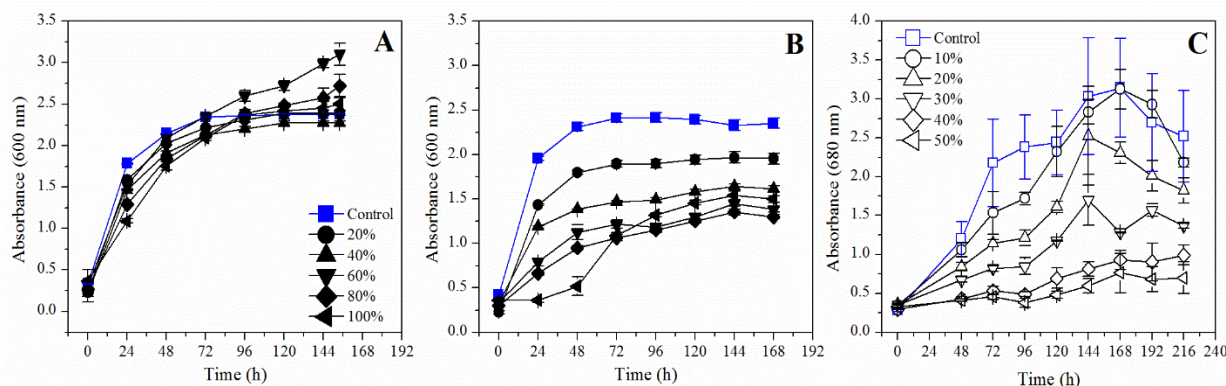 A
Absorbance (600 nm)
3.5
3.0
2.5
2.0
1.5
1.0
0.5
0.0
Control
20%
40%
60%
80%
100%
0 24 48 72 96 120 144 168 192
Time (h)
B
Absorbance (600 nm)
3.5
3.0
2.5
2.0
1.5
1.0
0.5
0.0
0 24 48 72 96 120 144 168 192
Time (h)
C
Absorbance (680 nm)
4.0
3.5
3.0
2.5
2.0
1.5
1.0
0.5
0.0
Control
10%
20%
30%
40%
50%
0 24 48 72 96 120 144 168 192 216 240
Time (h)